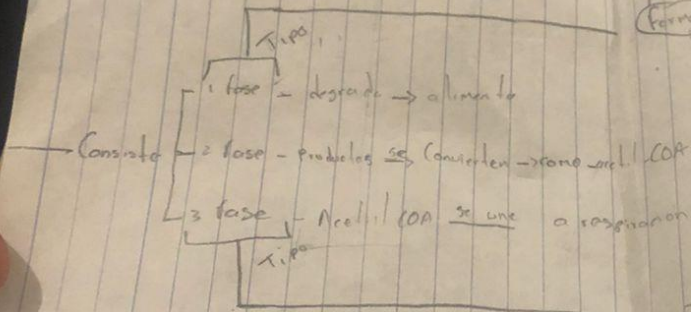 Form
Tipo
1 fase - degrada → alimento
Consiste 2 fase - Productos se convierten → como acetil COA
3 fase - Acetil COA se une a respiracion
Tipo